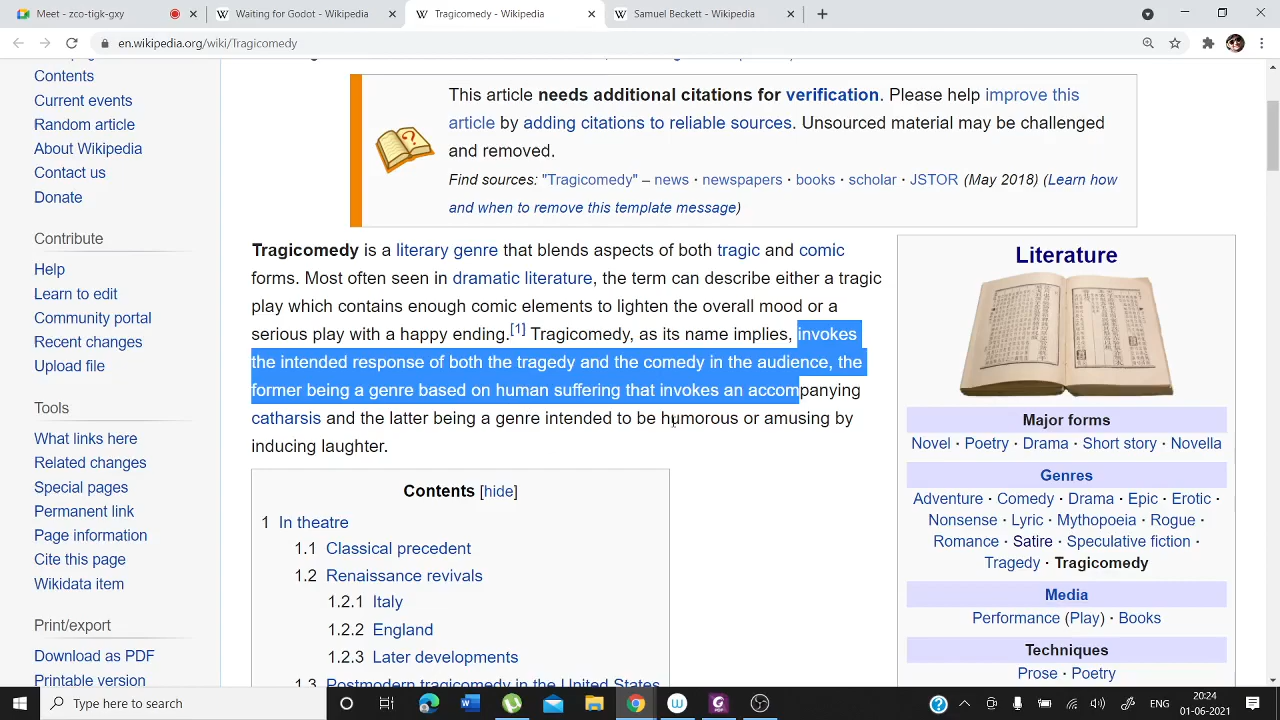 Meet - zco-tigk-gxy
Waiting for Godot - Wikipedia
Tragicomedy - Wikipedia
Samuel Beckett - Wikipedia
en.wikipedia.org/wiki/Tragicomedy
Contents
Current events
Random article
About Wikipedia
Contact us
Donate
Contribute
Help
Learn to edit
Community portal
Recent changes
Upload file
Tools
What links here
Related changes
Special pages
Permanent link
Page information
Cite this page
Wikidata item
Print/export
Download as PDF
Printable version
This article needs additional citations for verification. Please help improve this
article by adding citations to reliable sources. Unsourced material may be challenged
and removed.
Find sources: "Tragicomedy" – news · newspapers · books · scholar · JSTOR (May 2018) (Learn how
and when to remove this template message)
Tragicomedy is a literary genre that blends aspects of both tragic and comic
forms. Most often seen in dramatic literature, the term can describe either a tragic
play which contains enough comic elements to lighten the overall mood or a
serious play with a happy ending.[1] Tragicomedy, as its name implies, invokes
the intended response of both the tragedy and the comedy in the audience, the
former being a genre based on human suffering that invokes an accompanying
catharsis and the latter being a genre intended to be humorous or amusing by
inducing laughter.
Contents [hide]
1 In theatre
1.1 Classical precedent
1.2 Renaissance revivals
1.2.1 Italy
1.2.2 England
1.2.3 Later developments
1.3 Postmodern tragicomedy in the United States
Literature
Major forms
Novel · Poetry · Drama · Short story · Novella
Genres
Adventure · Comedy · Drama · Epic · Erotic ·
Nonsense · Lyric · Mythopoeia · Rogue ·
Romance · Satire · Speculative fiction ·
Tragedy · Tragicomedy
Media
Performance (Play) · Books
Techniques
Prose · Poetry
Type here to search
ENG
20:24
01-06-2021